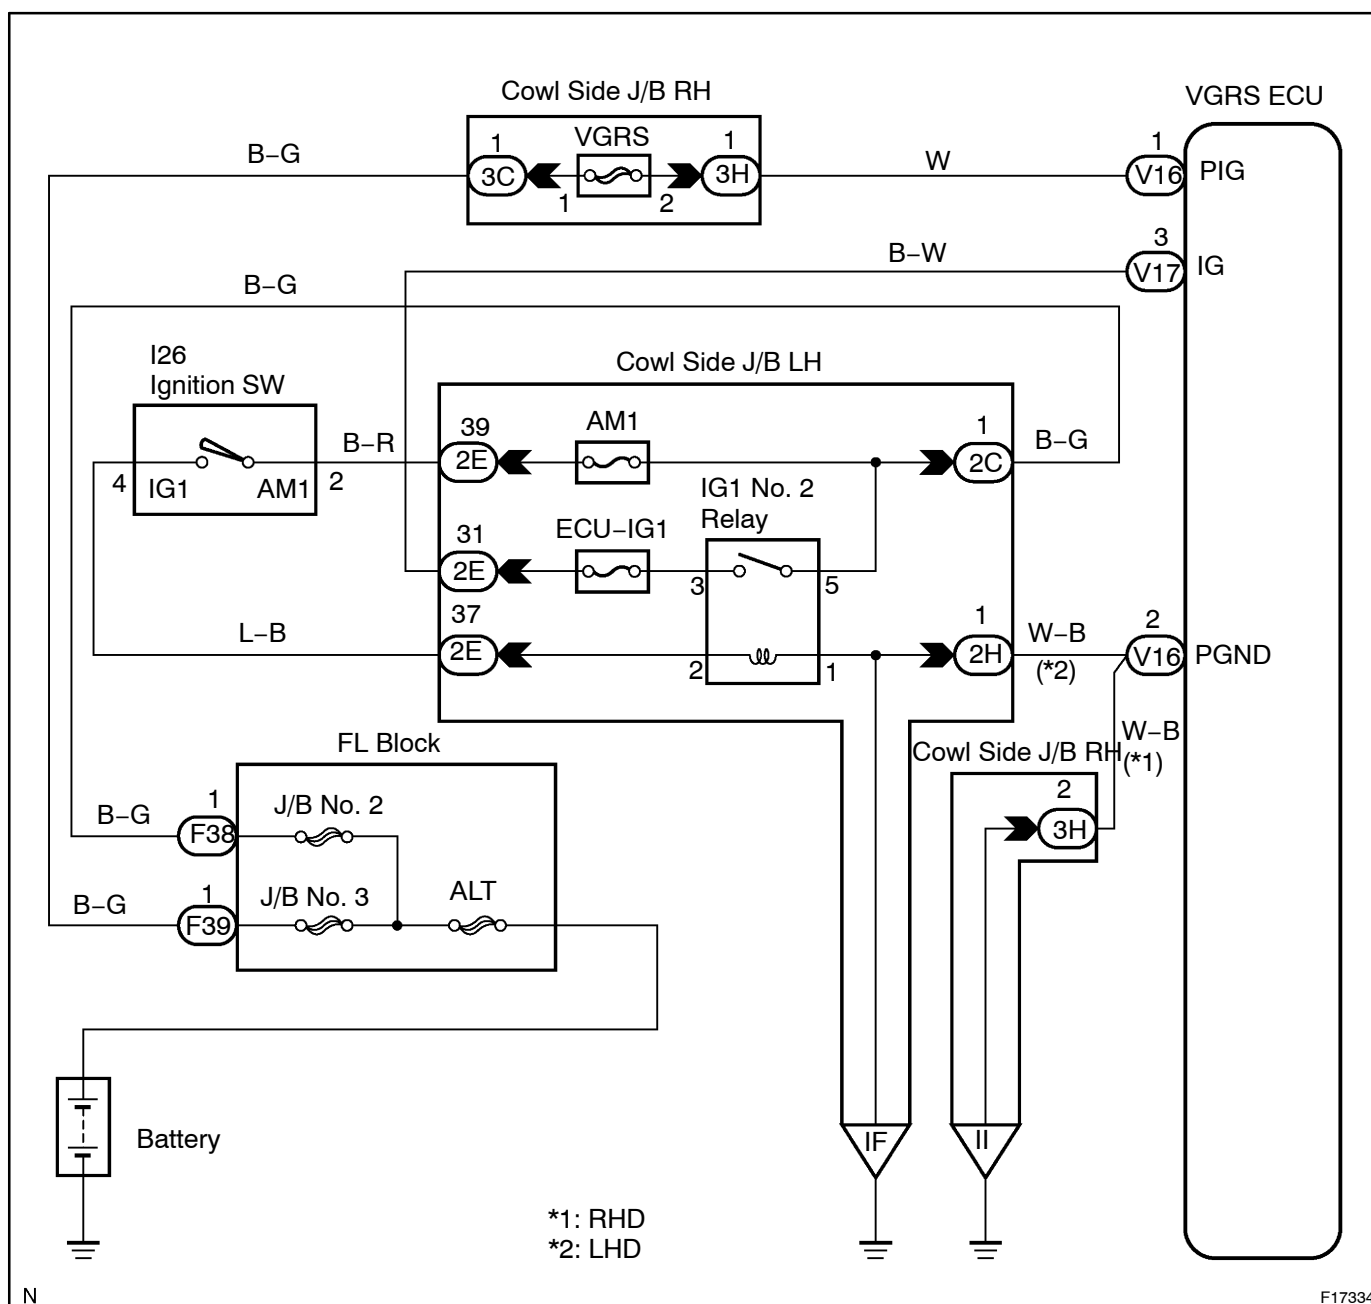 Cowl Side J/B RH
VGRS ECU
B–G
1
VGRS
1
W
1
3C
3H
V16
PIG
1
2
3
B–W
V17
IG
B–G
I26
Ignition SW
Cowl Side J/B LH
39
AM1
1
B–R
2E
2C
B–G
4
IG1
AM1
2
IG1 No. 2
Relay
31
ECU–IG1
2E
3
5
37
1
2
L–B
2E
2H
W–B
(*2)
V16
PGND
2
1
FL Block
W–B
(*1)
Cowl Side J/B RH
2
3H
1
J/B No. 2
B–G
F38
1
J/B No. 3
ALT
B–G
F39
Battery
IF
II
*1: RHD
*2: LHD
N
F17334